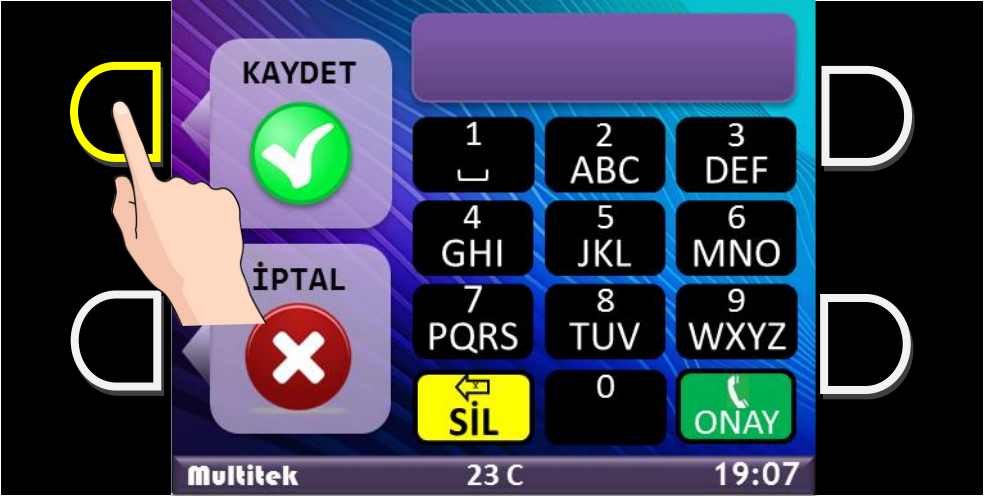 KAYDET
İPTAL
1
2
ABC
3
DEF
4
GHI
5
JKL
6
MNO
7
PQRS
8
TUV
9
WXYZ
x
SİL
0
ONAY
Multitek
23 C
19:07